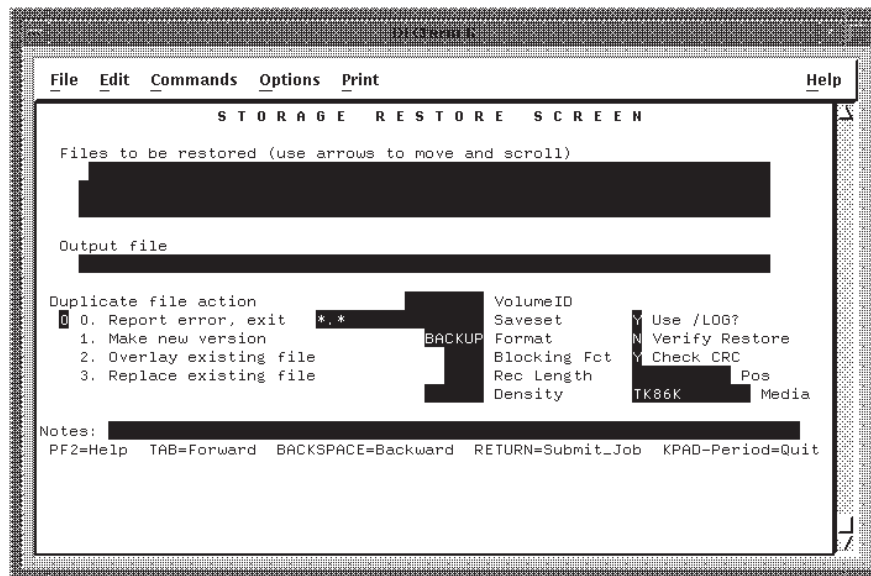 DECterm 6
File Edit Commands Options Print Help
STORAGE RESTORE SCREEN
Files to be restored (use arrows to move and scroll)
Output file
Duplicate file action VolumeID
0 0. Report error, exit *.* Saveset Y Use /LOG?
1. Make new version BACKUP Format N Verify Restore
2. Overlay existing file Blocking Fct Y Check CRC
3. Replace existing file Rec Length Pos
Density TK86K Media
Notes:
PF2=Help TAB=Forward BACKSPACE=Backward RETURN=Submit_Job KPAD-Period=Quit